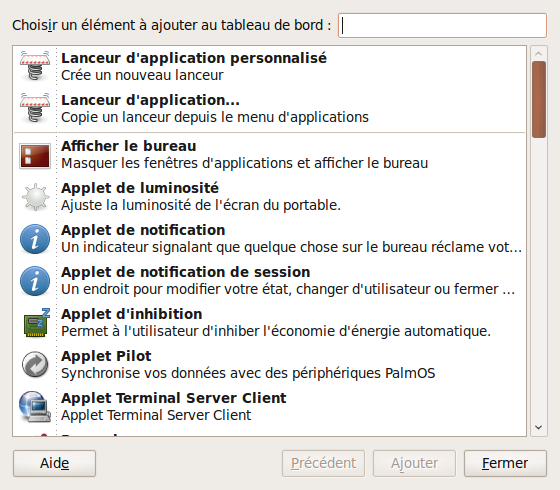 Choisir un élément à ajouter au tableau de bord :
Lanceur d'application personnalisé
Crée un nouveau lanceur
Lanceur d'application...
Copie un lanceur depuis le menu d'applications
Afficher le bureau
Masquer les fenêtres d'applications et afficher le bureau
Applet de luminosité
Ajuste la luminosité de l'écran du portable.
Applet de notification
Un indicateur signalant que quelque chose sur le bureau réclame vot...
Applet de notification de session
Un endroit pour modifier votre état, changer d'utilisateur ou fermer ...
Applet d'inhibition
Permet à l'utilisateur d'inhiber l'économie d'énergie automatique.
Applet Pilot
Synchronise vos données avec des périphériques PalmOS
Applet Terminal Server Client
Applet Terminal Server Client
Aide
Précédent
Ajouter
Fermer